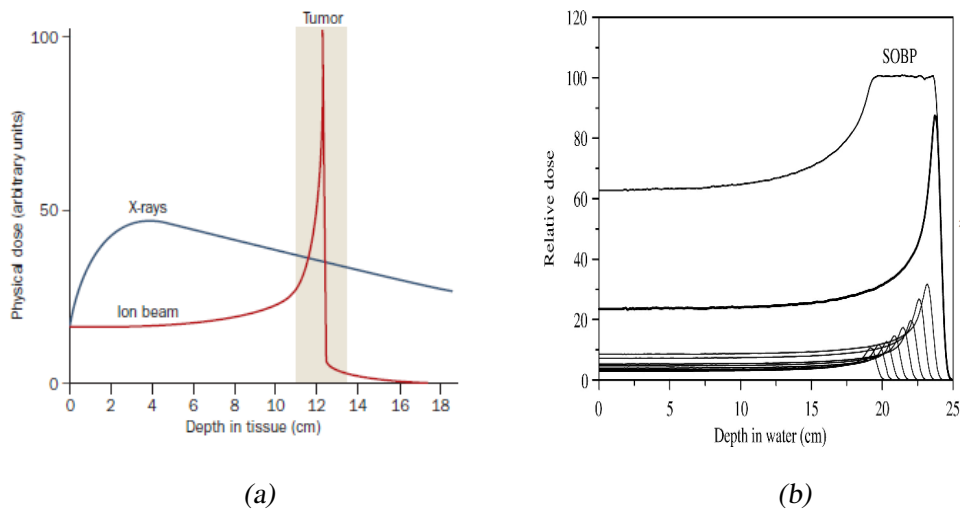 Tumor
100
50
0
Physical dose (arbitrary units)
X-rays
Ion beam
0 2 4 6 8 10 12 14 16 18
Depth in tissue (cm)
(a)
120
100
80
60
40
20
0
Relative dose
SOBP
0 5 10 15 20 25
Depth in water (cm)
(b)